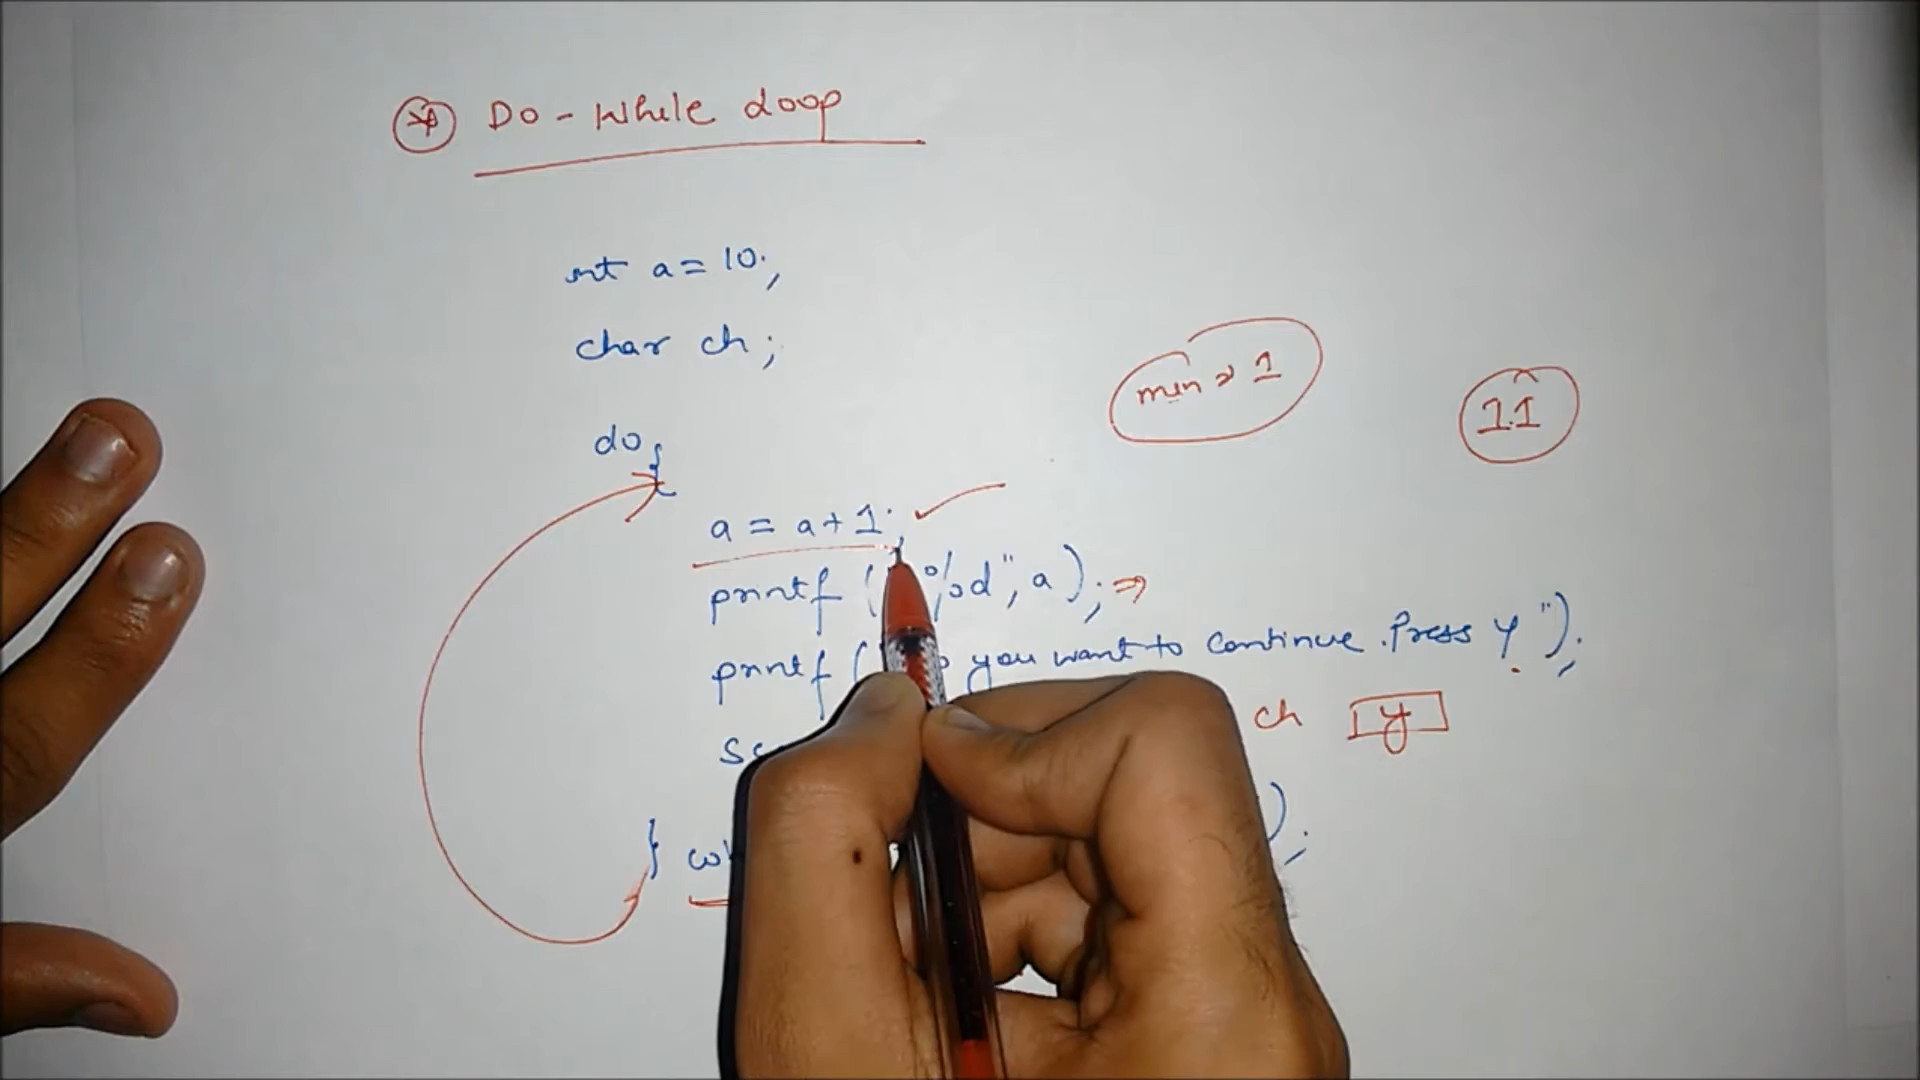 Do - While Loop
int a = 10;
char ch;
min → 1
11
do {
a = a + 1;
printf ( %d", a ); ⇒
printf ( you want to continue. Press y ");
ch y
} );